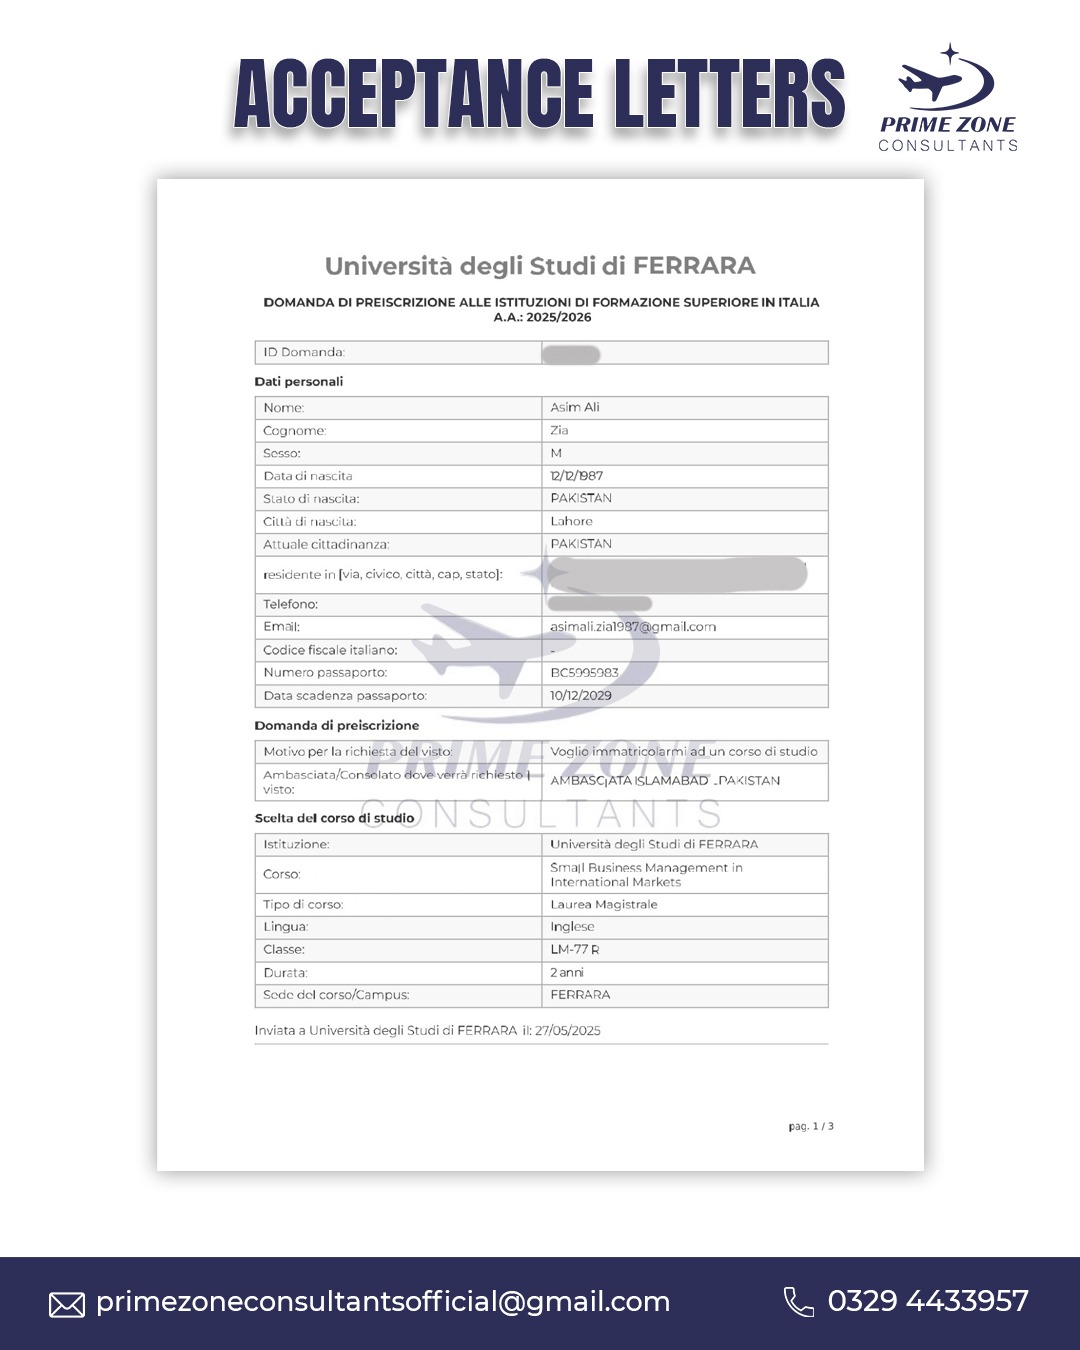 ACCEPTANCE LETTERS
PRIME ZONE
CONSULTANTS
Università degli Studi di FERRARA
DOMANDA DI PREISCRIZIONE ALLE ISTITUZIONI DI FORMAZIONE SUPERIORE IN ITALIA
A.A.: 2025/2026
ID Domanda:
Dati personali
Nome: Asim Ali
Cognome: Zia
Sesso: M
Data di nascita 12/12/1987
Stato di nascita: PAKISTAN
Città di nascita: Lahore
Attuale cittadinanza: PAKISTAN
residente in [via, civico, città, cap, stato]:
Telefono:
Email: asimali.zia1987@gmail.com
Codice fiscale italiano: -
Numero passaporto: BC5995983
Data scadenza passaporto: 10/12/2029
Domanda di preiscrizione
Motivo per la richiesta del visto: Voglio immatricolarmi ad un corso di studio
Ambasciata/Consolato dove verrà richiesto l
visto: AMBASCIATA ISLAMABAD - PAKISTAN
PRIME ZONE
CONSULTANTS
Scelta del corso di studio
Istituzione: Università degli Studi di FERRARA
Corso: Small Business Management in
International Markets
Tipo di corso: Laurea Magistrale
Lingua: Inglese
Classe: LM-77 R
Durata: 2 anni
Sede del corso/Campus: FERRARA
Inviata a Università degli Studi di FERRARA il: 27/05/2025
pag. 1 / 3
primezoneconsultantsofficial@gmail.com
0329 4433957